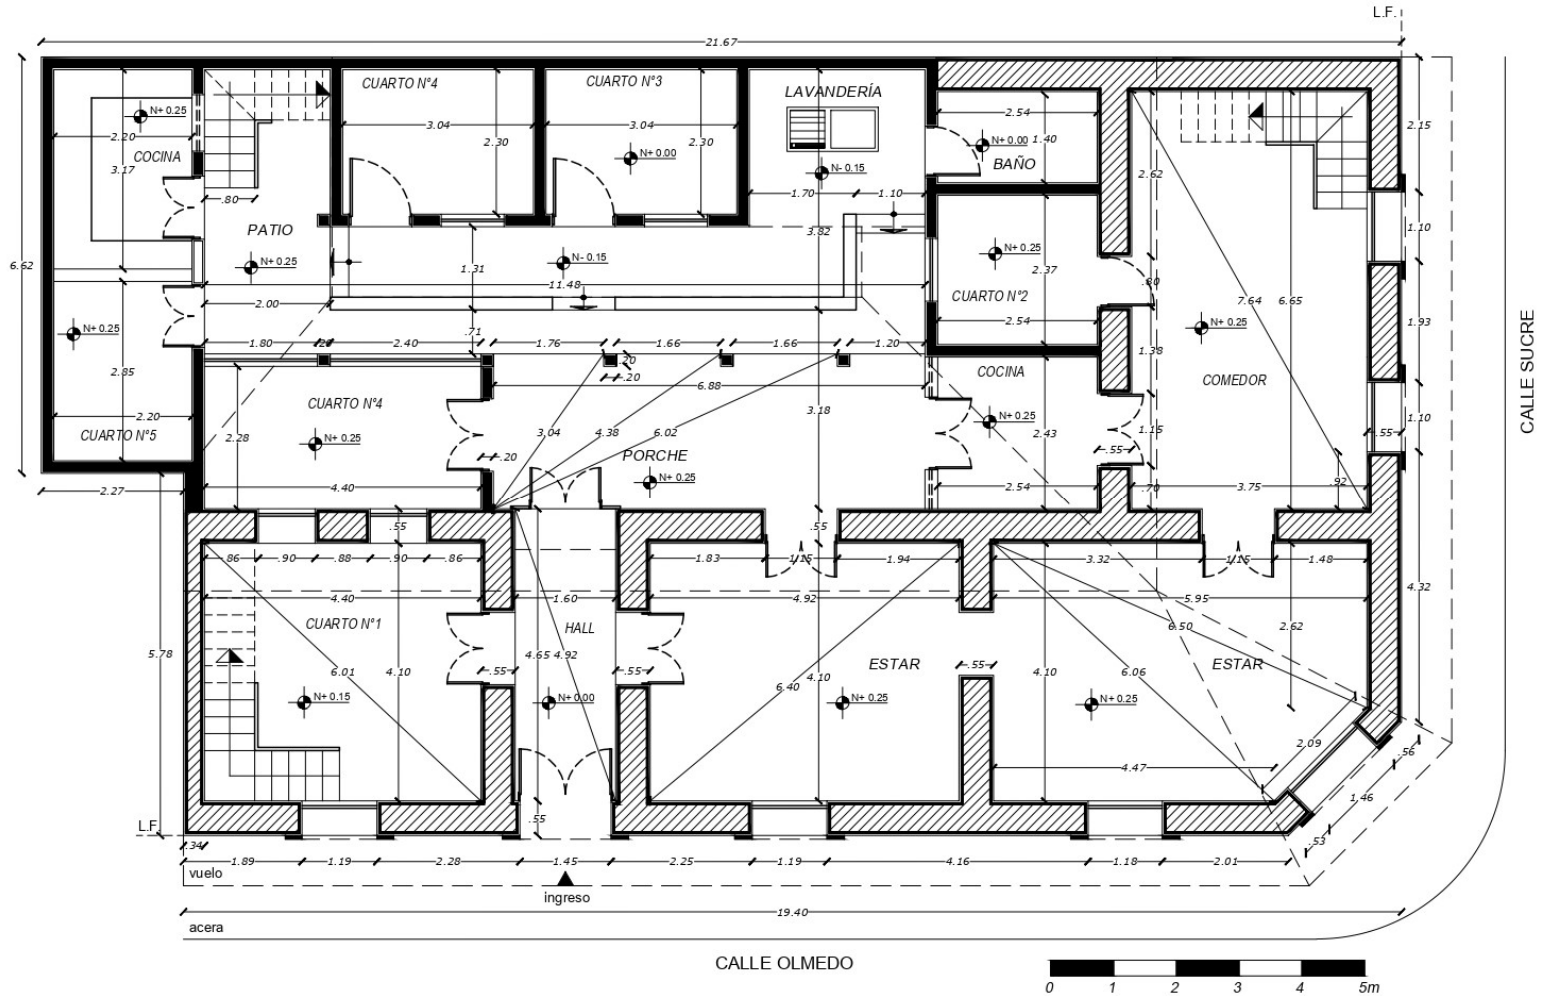 L.F.
21.67
CUARTO N°4
CUARTO N°3
LAVANDERÍA
N+ 0.25
2.20
COCINA
3.17
3.04
2.30
3.04
2.30
N+ 0.00
N- 0.15
2.54
N+ 0.00
1.40
BAÑO
2.62
2.15
.80
1.70
1.10
PATIO
3.82
1.10
6.62
N+ 0.25
1.31
N- 0.15
N+ 0.25
2.37
.80
11.48
2.00
CUARTO N°2
7.64
6.65
N+ 0.25
.71
2.54
N+ 0.25
1.93
1.80
.20
2.40
1.76
1.66
1.66
1.20
1.38
CALLE SUCRE
2.85
.20
.20
6.88
COCINA
COMEDOR
2.20
CUARTO N°4
3.18
N+ 0.25
1.10
CUARTO N°5
2.28
N+ 0.25
3.04
4.38
6.02
2.43
1.15
.55
.55
.20
PORCHE
N+ 0.25
2.27
4.40
2.54
.70
3.75
.92
.55
.55
.86
.90
.88
.90
.86
1.83
1.15
1.94
3.32
1.15
1.48
4.32
4.40
1.60
4.92
5.95
CUARTO N°1
HALL
6.50
2.62
5.78
6.01
4.10
.55
4.65
4.92
.55
ESTAR
.55
ESTAR
6.40
4.10
4.10
6.06
N+ 0.15
N+ 0.00
N+ 0.25
N+ 0.25
2.09
.56
4.47
1.46
L.F.
.55
.53
.34
1.89
1.19
2.28
1.45
2.25
1.19
4.16
1.18
2.01
vuelo
ingreso
19.40
acera
CALLE OLMEDO
0 1 2 3 4 5m